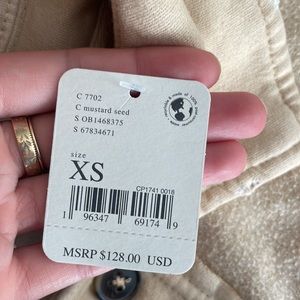 C 7702
C mustard seed
S OB1468375
S 67834671
size
XS
CP1741 0018
1 96347 69174 9
MSRP $128.00 USD